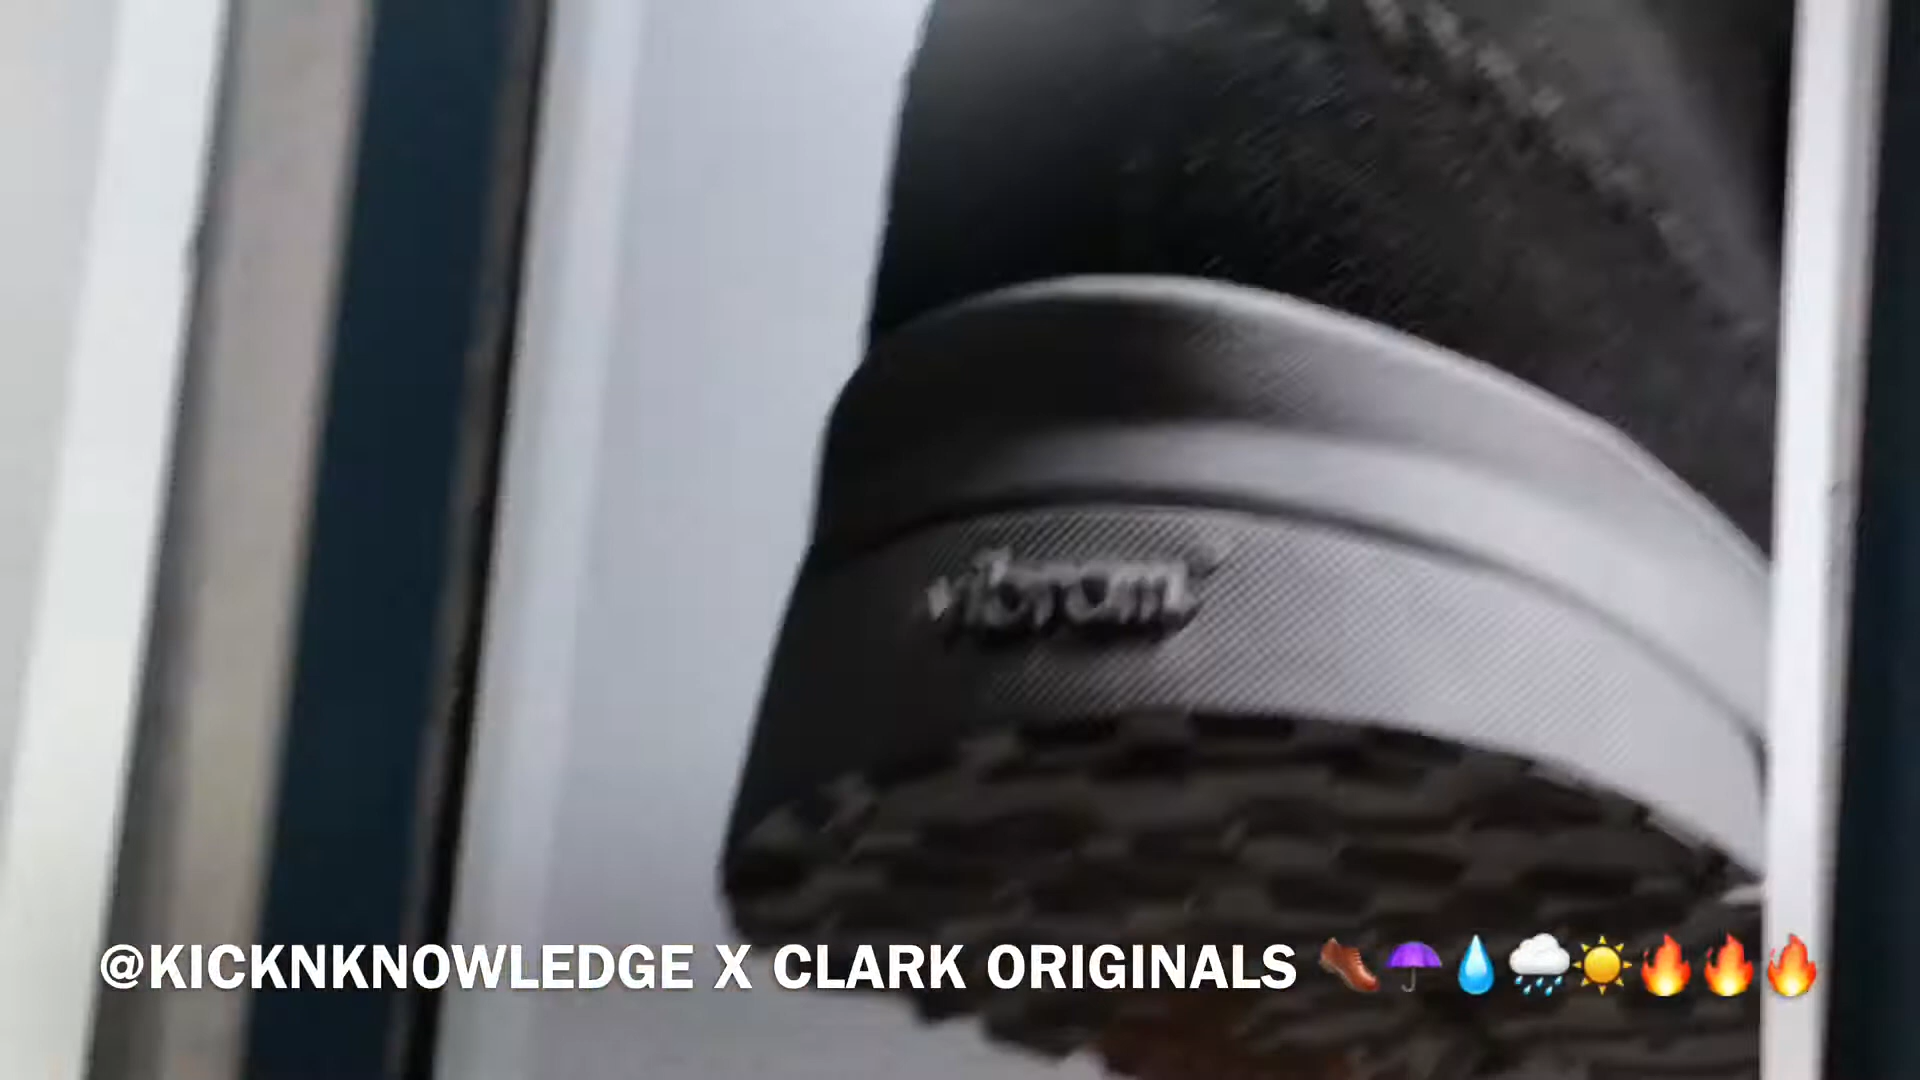 vibram
@KICKNKNOWLEDGE X CLARK ORIGINALS 👞☂💧🌧☀🔥🔥🔥